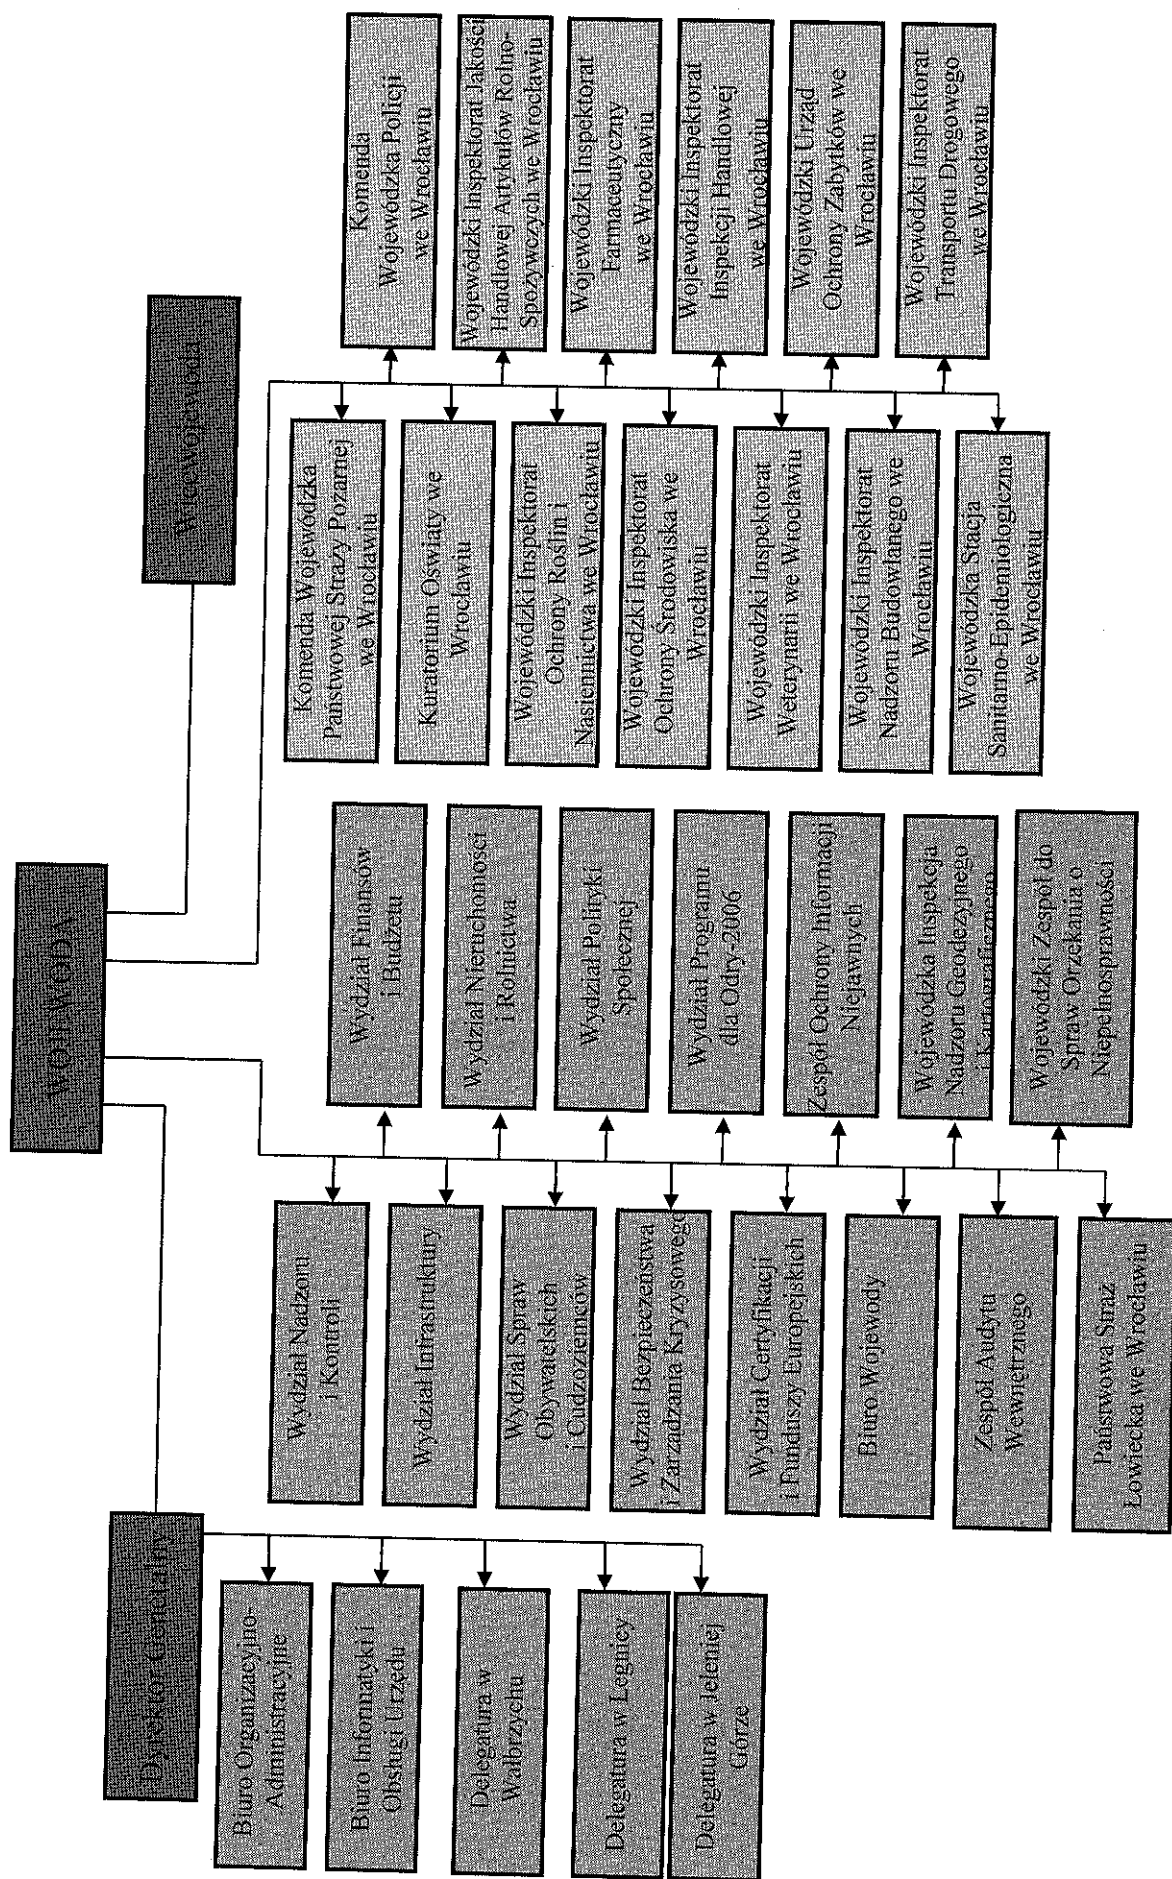 WOJEWODA
Dyrektor Generalny
Wicewojewoda
Biuro Organizacyjno-
Administracyjne
Biuro Informatyki i
Obsługi Urzędu
Delegatura w
Wałbrzychu
Delegatura w Legnicy
Delegatura w Jeleniej
Górze
Wydział Nadzoru
i Kontroli
Wydział Infrastruktury
Wydział Spraw
Obywatelskich
i Cudzoziemców
Wydział Bezpieczeństwa
i Zarządzania Kryzysowego
Wydział Certyfikacji
i Funduszy Europejskich
Biuro Wojewody
Zespół Audytu
Wewnętrznego
Państwowa Straż
Łowiecka we Wrocławiu
Wydział Finansów
i Budżetu
Wydział Nieruchomości
i Rolnictwa
Wydział Polityki
Społecznej
Wydział Programu
dla Odry-2006
Zespół Ochrony Informacji
Niejawnych
Wojewódzka Inspekcja
Nadzoru Geodezyjnego
i Kartograficznego
Wojewódzki Zespół do
Spraw Orzekania o
Niepełnosprawności
Komenda Wojewódzka
Państwowej Straży Pożarnej
we Wrocławiu
Kuratorium Oświaty we
Wrocławiu
Wojewódzki Inspektorat
Ochrony Roślin i
Nasiennictwa we Wrocławiu
Wojewódzki Inspektorat
Ochrony Środowiska we
Wrocławiu
Wojewódzki Inspektorat
Weterynarii we Wrocławiu
Wojewódzki Inspektorat
Nadzoru Budowlanego we
Wrocławiu
Wojewódzka Stacja
Sanitarno-Epidemiologiczna
we Wrocławiu
Komenda
Wojewódzka Policji
we Wrocławiu
Wojewódzki Inspektorat Jakości
Handlowej Artykułów Rolno-
Spożywczych we Wrocławiu
Wojewódzki Inspektorat
Farmaceutyczny
we Wrocławiu
Wojewódzki Inspektorat
Inspekcji Handlowej
we Wrocławiu
Wojewódzki Urząd
Ochrony Zabytków we
Wrocławiu
Wojewódzki Inspektorat
Transportu Drogowego
we Wrocławiu